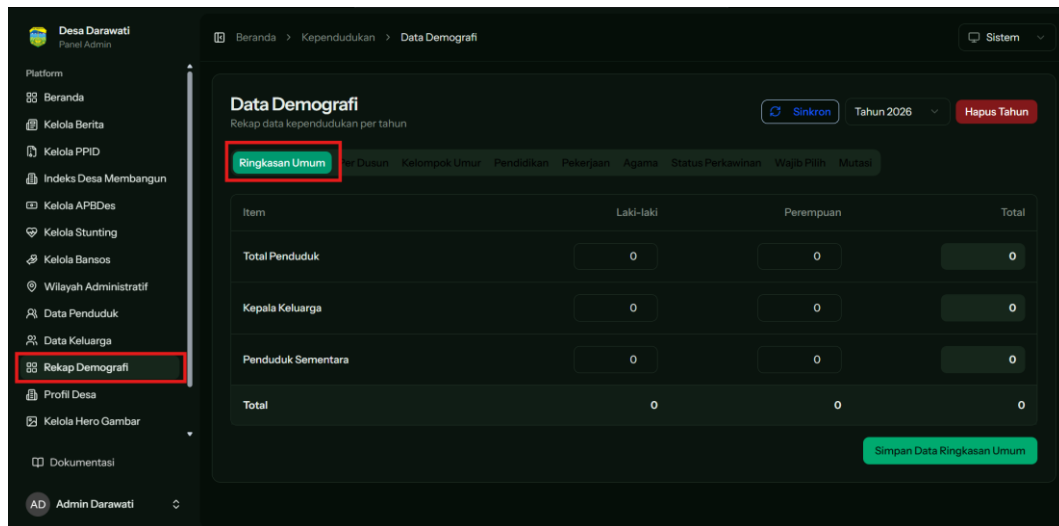 Desa Darawati
Panel Admin
Platform
Beranda
Kelola Berita
Kelola PPID
Indeks Desa Membangun
Kelola APBDes
Kelola Stunting
Kelola Bansos
Wilayah Administratif
Data Penduduk
Data Keluarga
Rekap Demografi
Profil Desa
Kelola Hero Gambar
Dokumentasi
AD Admin Darawati
Beranda > Kependudukan > Data Demografi
Sistem
Data Demografi
Rekap data kependudukan per tahun
Sinkron Tahun 2026 Hapus Tahun
Ringkasan Umum Per Dusun Kelompok Umur Pendidikan Pekerjaan Agama Status Perkawinan Wajib Pilih Mutasi
Item Laki-laki Perempuan Total
Total Penduduk 0 0 0
Kepala Keluarga 0 0 0
Penduduk Sementara 0 0 0
Total 0 0 0
Simpan Data Ringkasan Umum